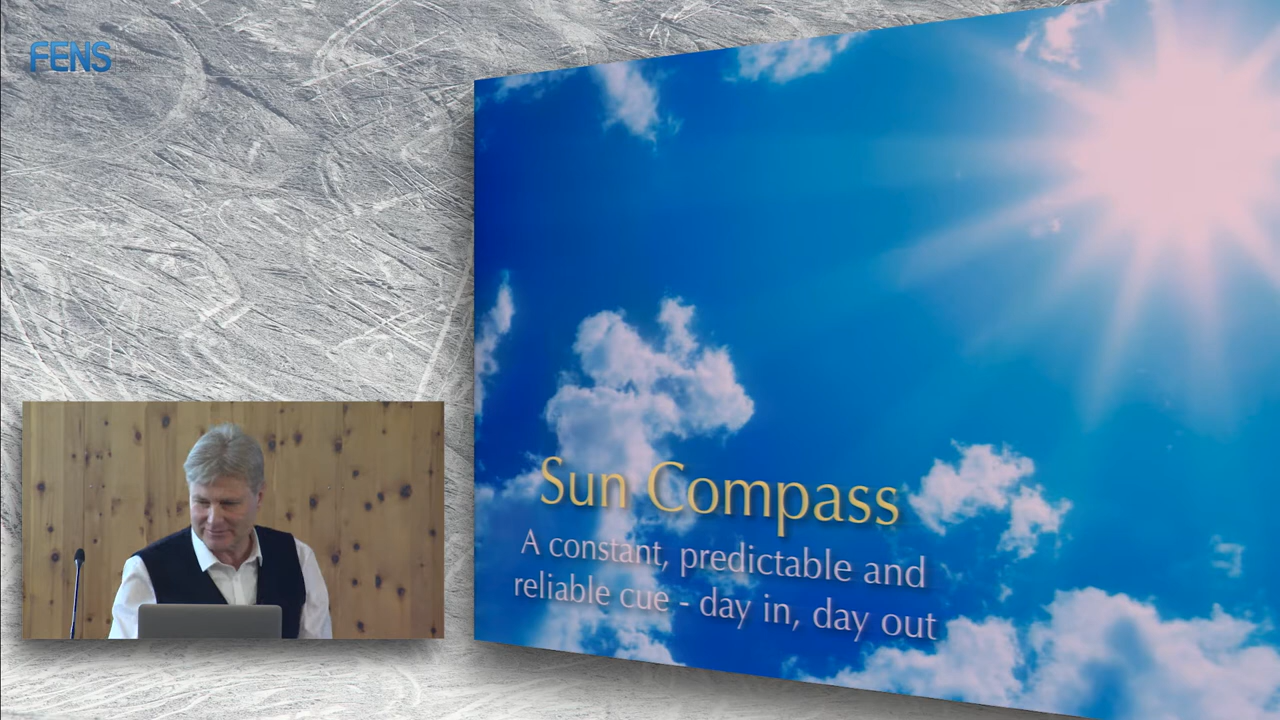 FENS
Sun Compass
A constant, predictable and
reliable cue - day in, day out